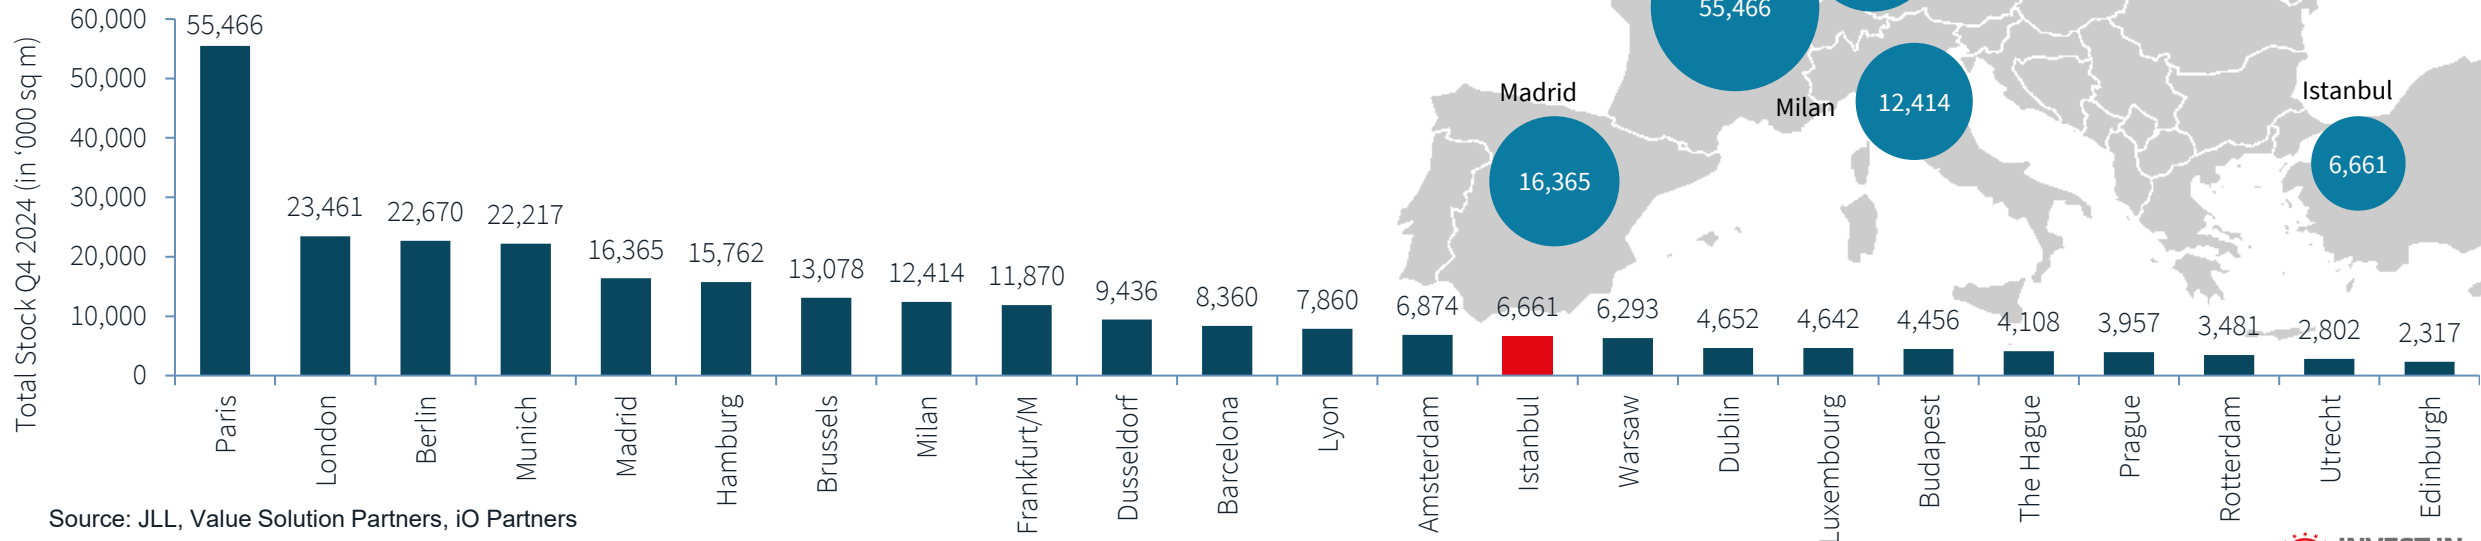 Total Stock Q4 2024 (in ‘000 sq m)
60,000
50,000
40,000
30,000
20,000
10,000
0
55,466
23,461
22,670
22,217
16,365
15,762
13,078
12,414
11,870
9,436
8,360
7,860
6,874
6,661
6,293
4,652
4,642
4,456
4,108
3,957
3,481
2,802
2,317
Paris
London
Berlin
Munich
Madrid
Hamburg
Brussels
Milan
Frankfurt/M
Dusseldorf
Barcelona
Lyon
Amsterdam
Istanbul
Warsaw
Dublin
Luxembourg
Budapest
The Hague
Prague
Rotterdam
Utrecht
Edinburgh
55,466
Madrid
16,365
Milan
12,414
Istanbul
6,661
Source: JLL, Value Solution Partners, iO Partners
INVEST IN